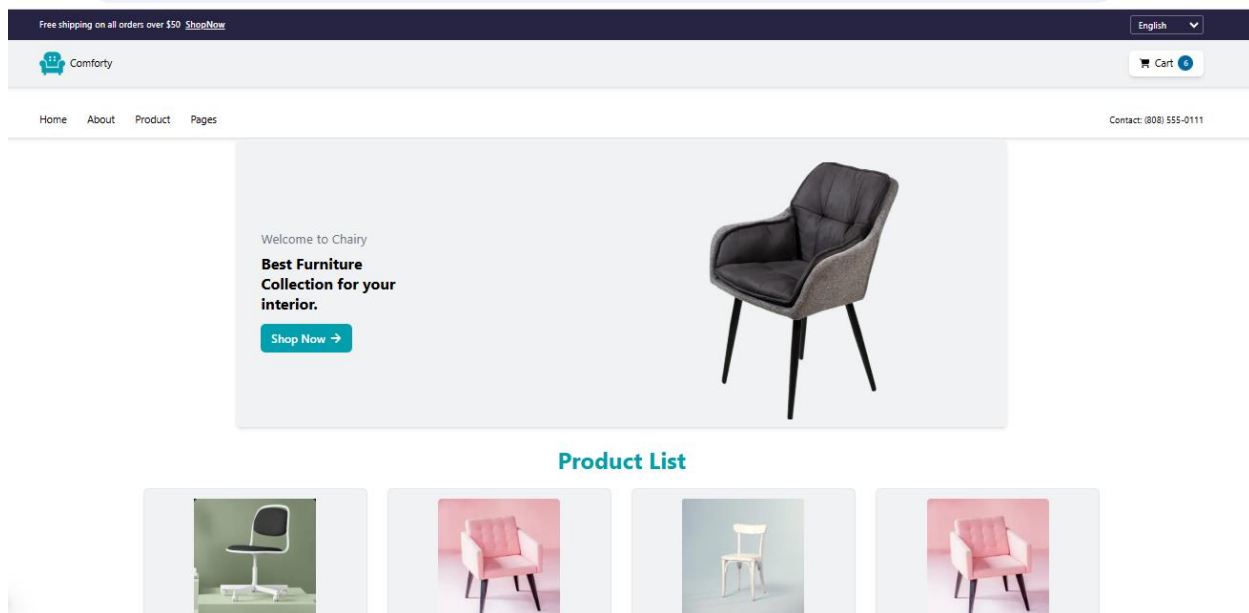 Free shipping on all orders over $50 ShopNow
English
Comforty
Cart 6
Home About Product Pages
Contact: (808) 555-0111
Welcome to Chairy
Best Furniture
Collection for your
interior.
Shop Now →
Product List